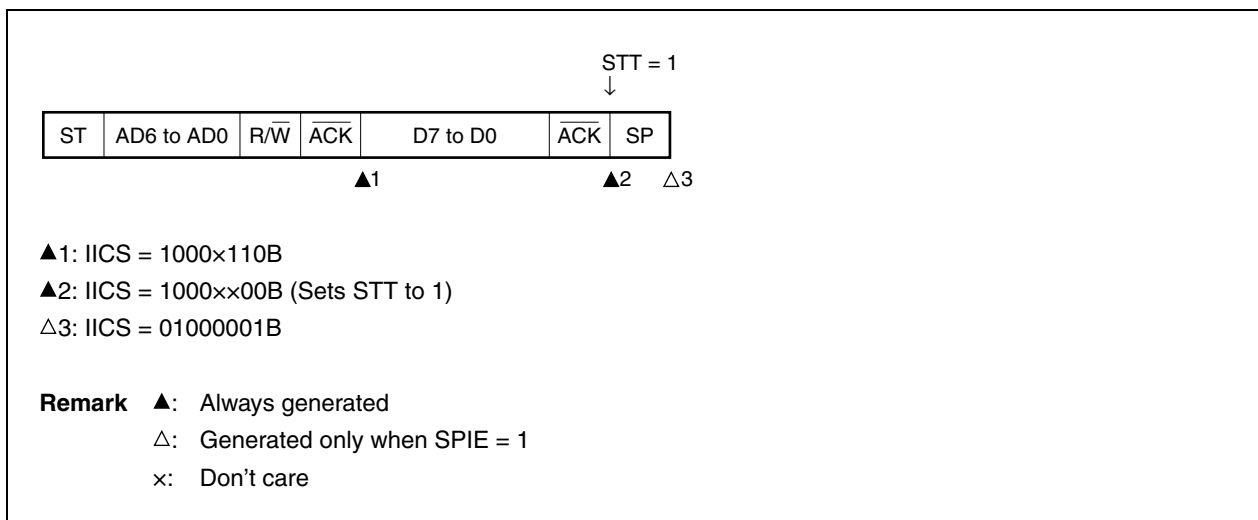 STT = 1
↓
ST AD6 to AD0 R/W̅ A̅C̅K̅ D7 to D0 A̅C̅K̅ SP
▲1 ▲2 △3
▲1: IICS = 1000×110B
▲2: IICS = 1000××00B (Sets STT to 1)
△3: IICS = 01000001B
Remark ▲: Always generated
△: Generated only when SPIE = 1
×: Don't care